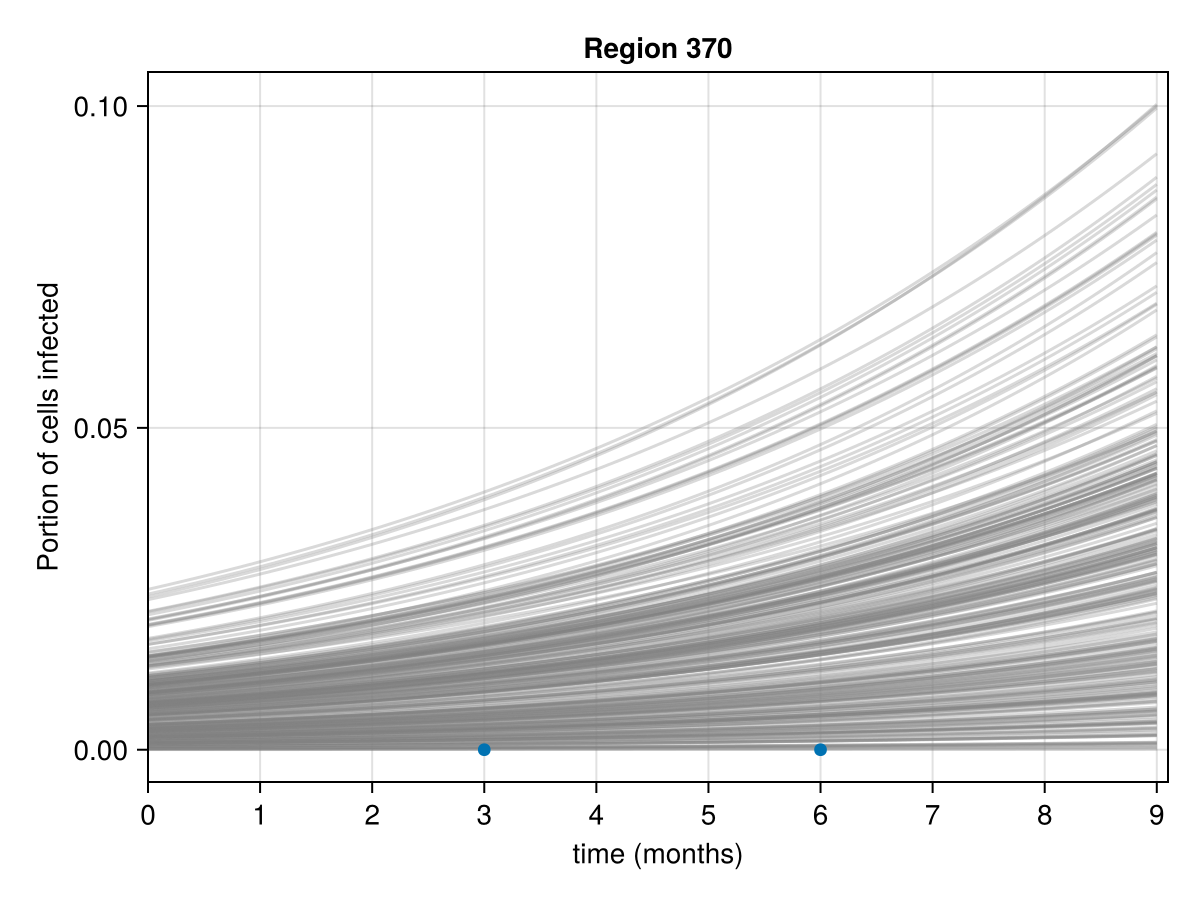 Region 370
Portion of cells infected
0.10
0.05
0.00
0 1 2 3 4 5 6 7 8 9
time (months)